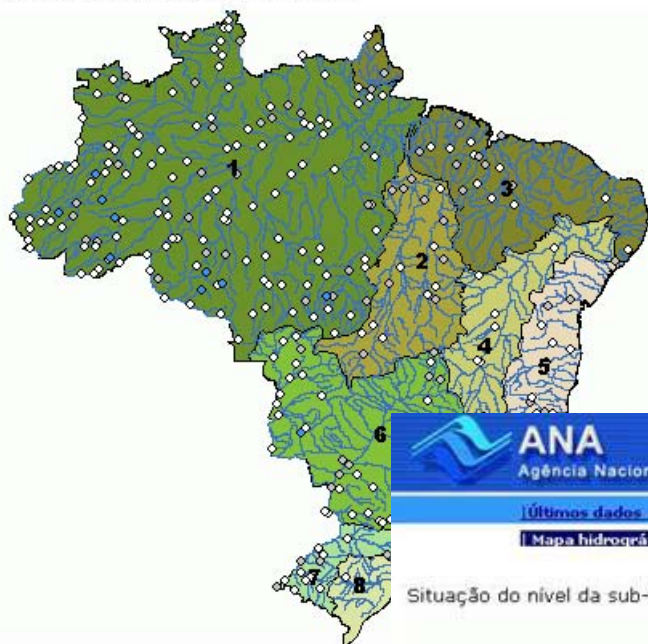 1
2
3
4
5
6
7
8
ANA
Agência Nacion
|Últimos dados
|Mapa hidrográ
Situação do nível da sub-